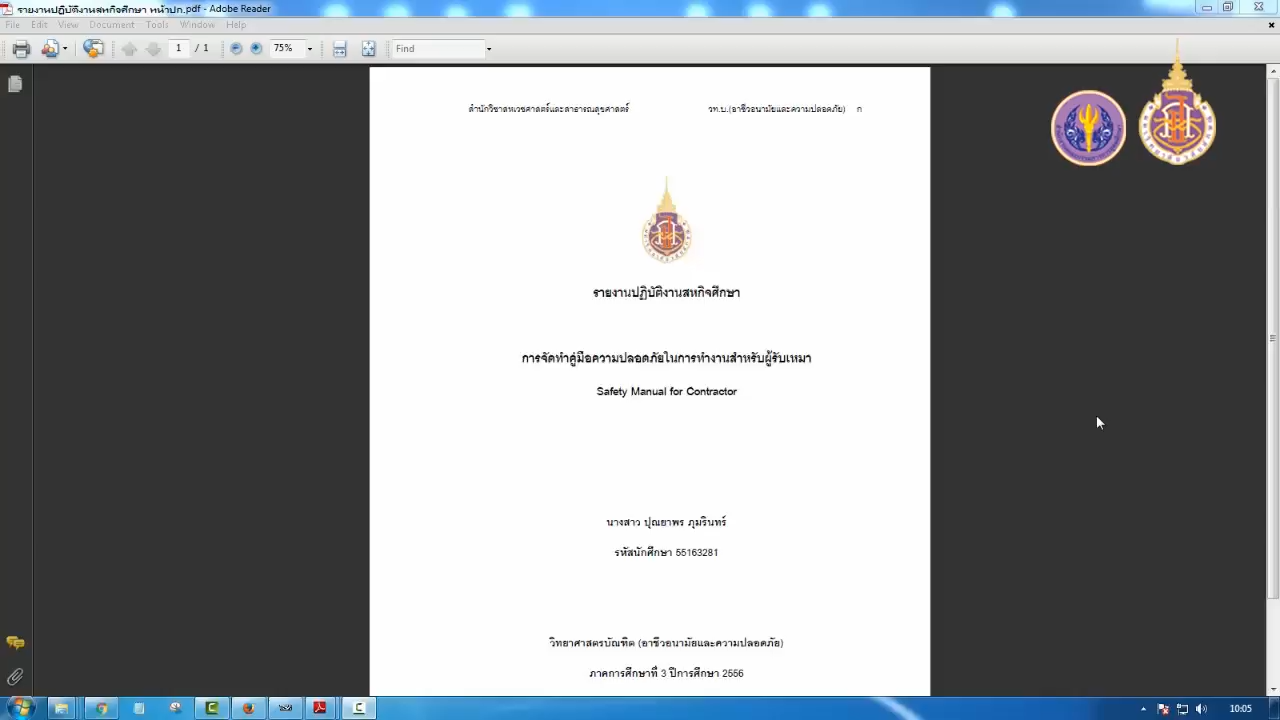 รายงานปฏิบัติงานสหกิจศึกษา หน้าปก.pdf - Adobe Reader
File Edit View Document Tools Window Help
1 / 1 75% Find
สำนักวิชาสหเวชศาสตร์และสาธารณสุขศาสตร์ วท.บ.(อาชีวอนามัยและความปลอดภัย) ก
รายงานปฏิบัติงานสหกิจศึกษา
การจัดทำคู่มือความปลอดภัยในการทำงานสำหรับผู้รับเหมา
Safety Manual for Contractor
นางสาว ปุณยาพร ภุมรินทร์
รหัสนักศึกษา 55163281
วิทยาศาสตรบัณฑิต (อาชีวอนามัยและความปลอดภัย)
ภาคการศึกษาที่ 3 ปีการศึกษา 2556
10:05